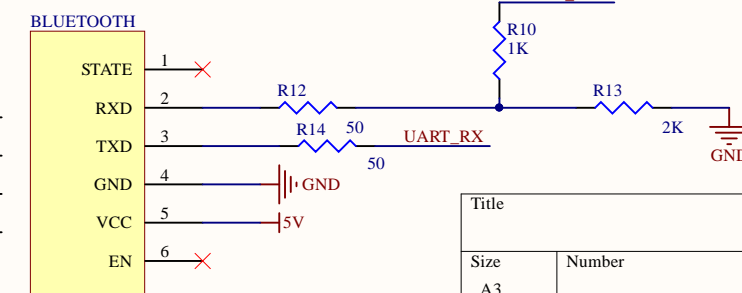 BLUETOOTH
R10
1K
STATE 1
RXD 2
R12
50
R13
2K
GND
TXD 3
R14
50
UART_RX
GND 4
GND
VCC 5
5V
EN 6
Title
Size
Number
A3